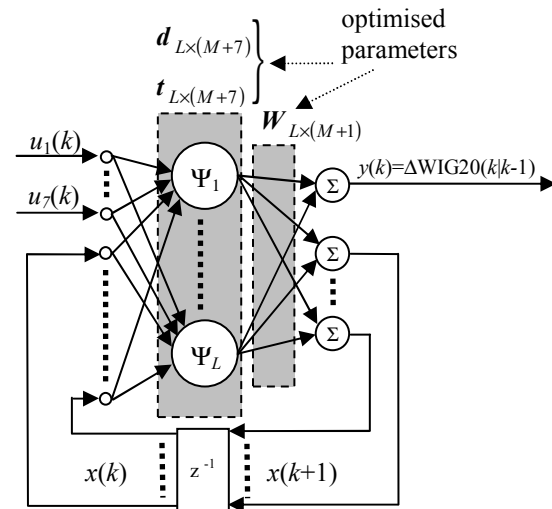 d L×(M+7)
optimised
parameters
t L×(M+7)
W L×(M+1)
u1(k)
Ψ1
Σ
y(k)=ΔWIG20(k|k-1)
u7(k)
Σ
Σ
ΨL
x(k)
z -1
x(k+1)